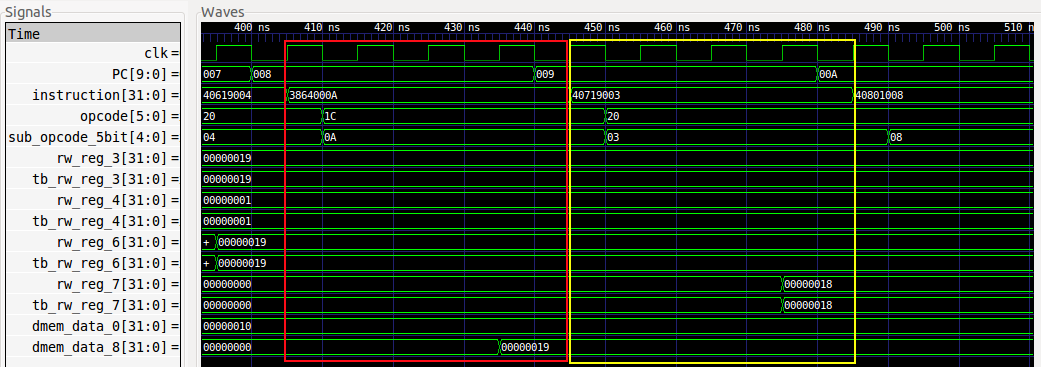 Signals
Waves
Time
400 ns 410 ns 420 ns 430 ns 440 ns 450 ns 460 ns 470 ns 480 ns 490 ns 500 ns 510 n
clk =
PC[9:0] = 007 008 009 00A
instruction[31:0] = 40619004 3864000A 40719003 40801008
opcode[5:0] = 20 1C 20
sub_opcode_5bit[4:0] = 04 0A 03 08
rw_reg_3[31:0] = 00000019
tb_rw_reg_3[31:0] = 00000019
rw_reg_4[31:0] = 00000001
tb_rw_reg_4[31:0] = 00000001
rw_reg_6[31:0] = + 00000019
tb_rw_reg_6[31:0] = + 00000019
rw_reg_7[31:0] = 00000000 00000018
tb_rw_reg_7[31:0] = 00000000 00000018
dmem_data_0[31:0] = 00000010
dmem_data_8[31:0] = 00000000 00000019